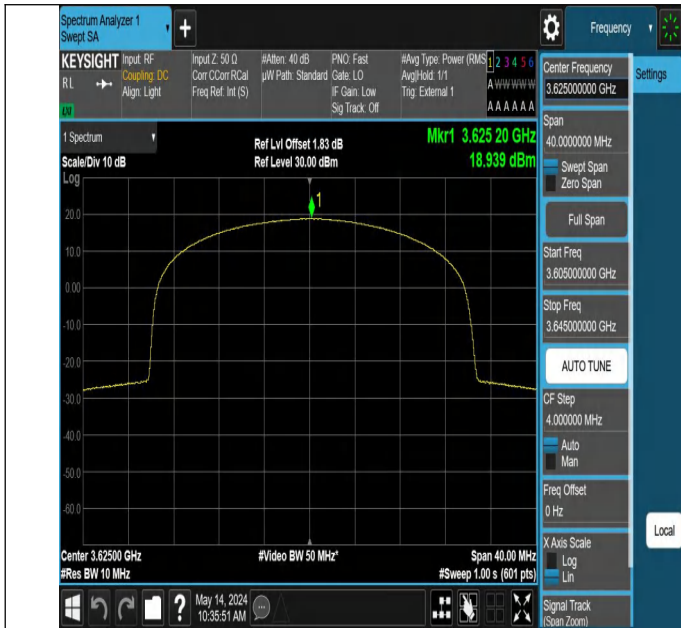 Spectrum Analyzer 1
Swept SA
+
Frequency
KEYSIGHT
RL
Input: RF
Coupling: DC
Align: Light
Input Z: 50 Ω
Corr CCorr RCal
Freq Ref: Int (S)
#Atten: 40 dB
µW Path: Standard
PNO: Fast
Gate: LO
IF Gain: Low
Sig Track: Off
#Avg Type: Power (RMS
Avg|Hold: 1/1
Trig: External 1
1 2 3 4 5 6
A W W W W W
A A A A A A
1 Spectrum
Scale/Div 10 dB
Log
Ref Lvl Offset 1.83 dB
Ref Level 30.00 dBm
Mkr1 3.625 20 GHz
18.939 dBm
1
20.0
10.0
0.00
-10.0
-20.0
-30.0
-40.0
-50.0
-60.0
Center 3.62500 GHz
#Res BW 10 MHz
#Video BW 50 MHz*
Span 40.00 MHz
#Sweep 1.00 s (601 pts)
?
May 14, 2024
10:35:51 AM
Center Frequency
3.625000000 GHz
Span
40.0000000 MHz
Swept Span
Zero Span
Full Span
Start Freq
3.605000000 GHz
Stop Freq
3.645000000 GHz
AUTO TUNE
CF Step
4.000000 MHz
Auto
Man
Freq Offset
0 Hz
X Axis Scale
Log
Lin
Signal Track
(Span Zoom)
Settings
Local